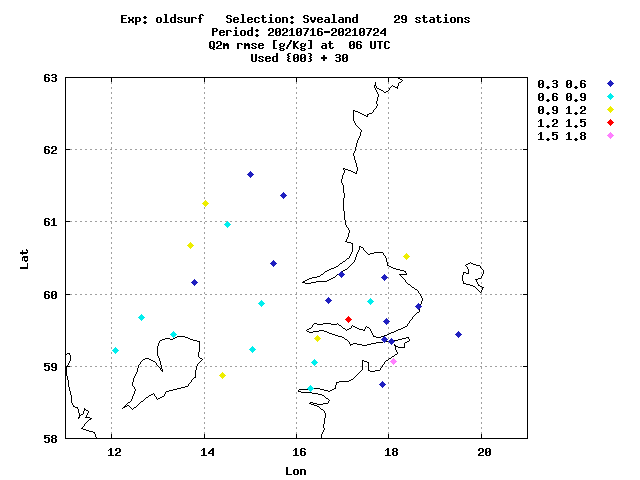 Exp: oldsurf Selection: Svealand 29 stations
Period: 20210716-20210724
Q2m rmse [g/Kg] at 06 UTC
Used {00} + 30
0.3 0.6
0.6 0.9
0.9 1.2
1.2 1.5
1.5 1.8
63
62
61
60
59
58
Lat
12 14 16 18 20
Lon